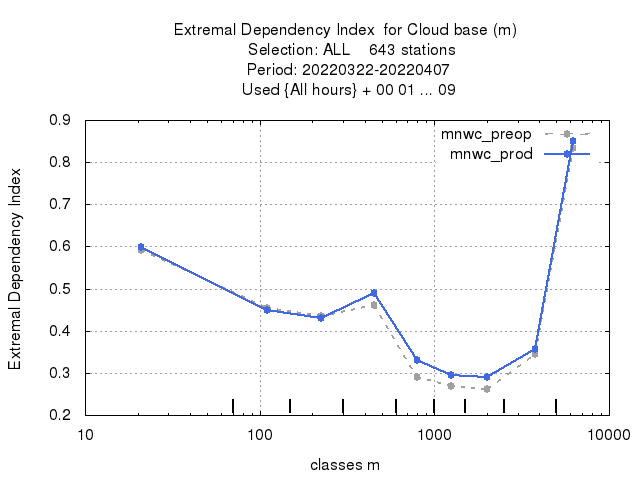 Extremal Dependency Index  for Cloud base (m)
Selection: ALL    643 stations
Period: 20220322-20220407
Used {All hours} + 00 01 ... 09
mnwc_preop
mnwc_prod
Extremal Dependency Index
0.9
0.8
0.7
0.6
0.5
0.4
0.3
0.2
10
100
1000
10000
classes m